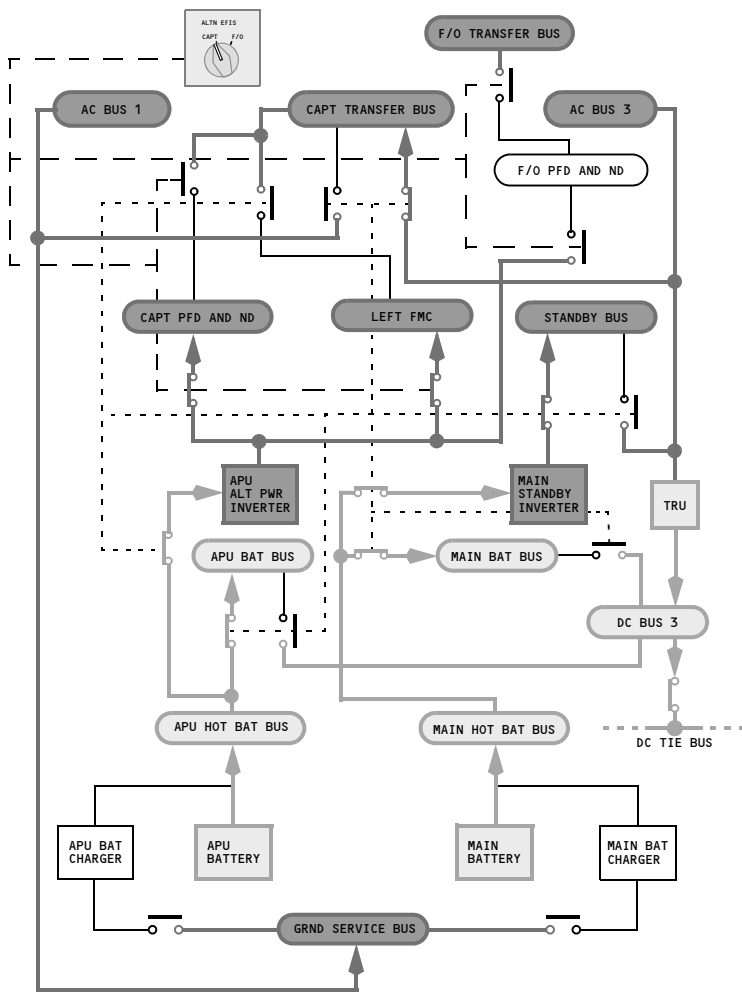 ALTN EFIS
CAPT F/O
F/O TRANSFER BUS
AC BUS 1
CAPT TRANSFER BUS
AC BUS 3
F/O PFD AND ND
CAPT PFD AND ND
LEFT FMC
STANDBY BUS
APU
ALT PWR
INVERTER
MAIN
STANDBY
INVERTER
TRU
APU BAT BUS
MAIN BAT BUS
DC BUS 3
APU HOT BAT BUS
MAIN HOT BAT BUS
DC TIE BUS
APU BAT
CHARGER
APU
BATTERY
MAIN
BATTERY
MAIN BAT
CHARGER
GRND SERVICE BUS